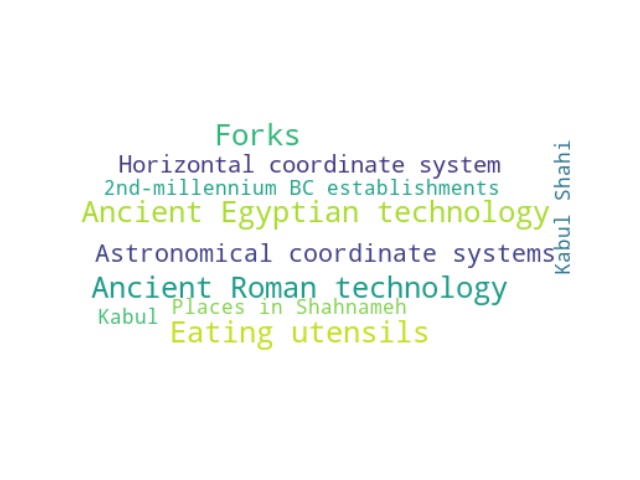 Forks
Horizontal coordinate system
2nd-millennium BC establishments
Ancient Egyptian technology
Astronomical coordinate systems
Ancient Roman technology
Places in Shahnameh
Kabul
Eating utensils
Kabul Shahi